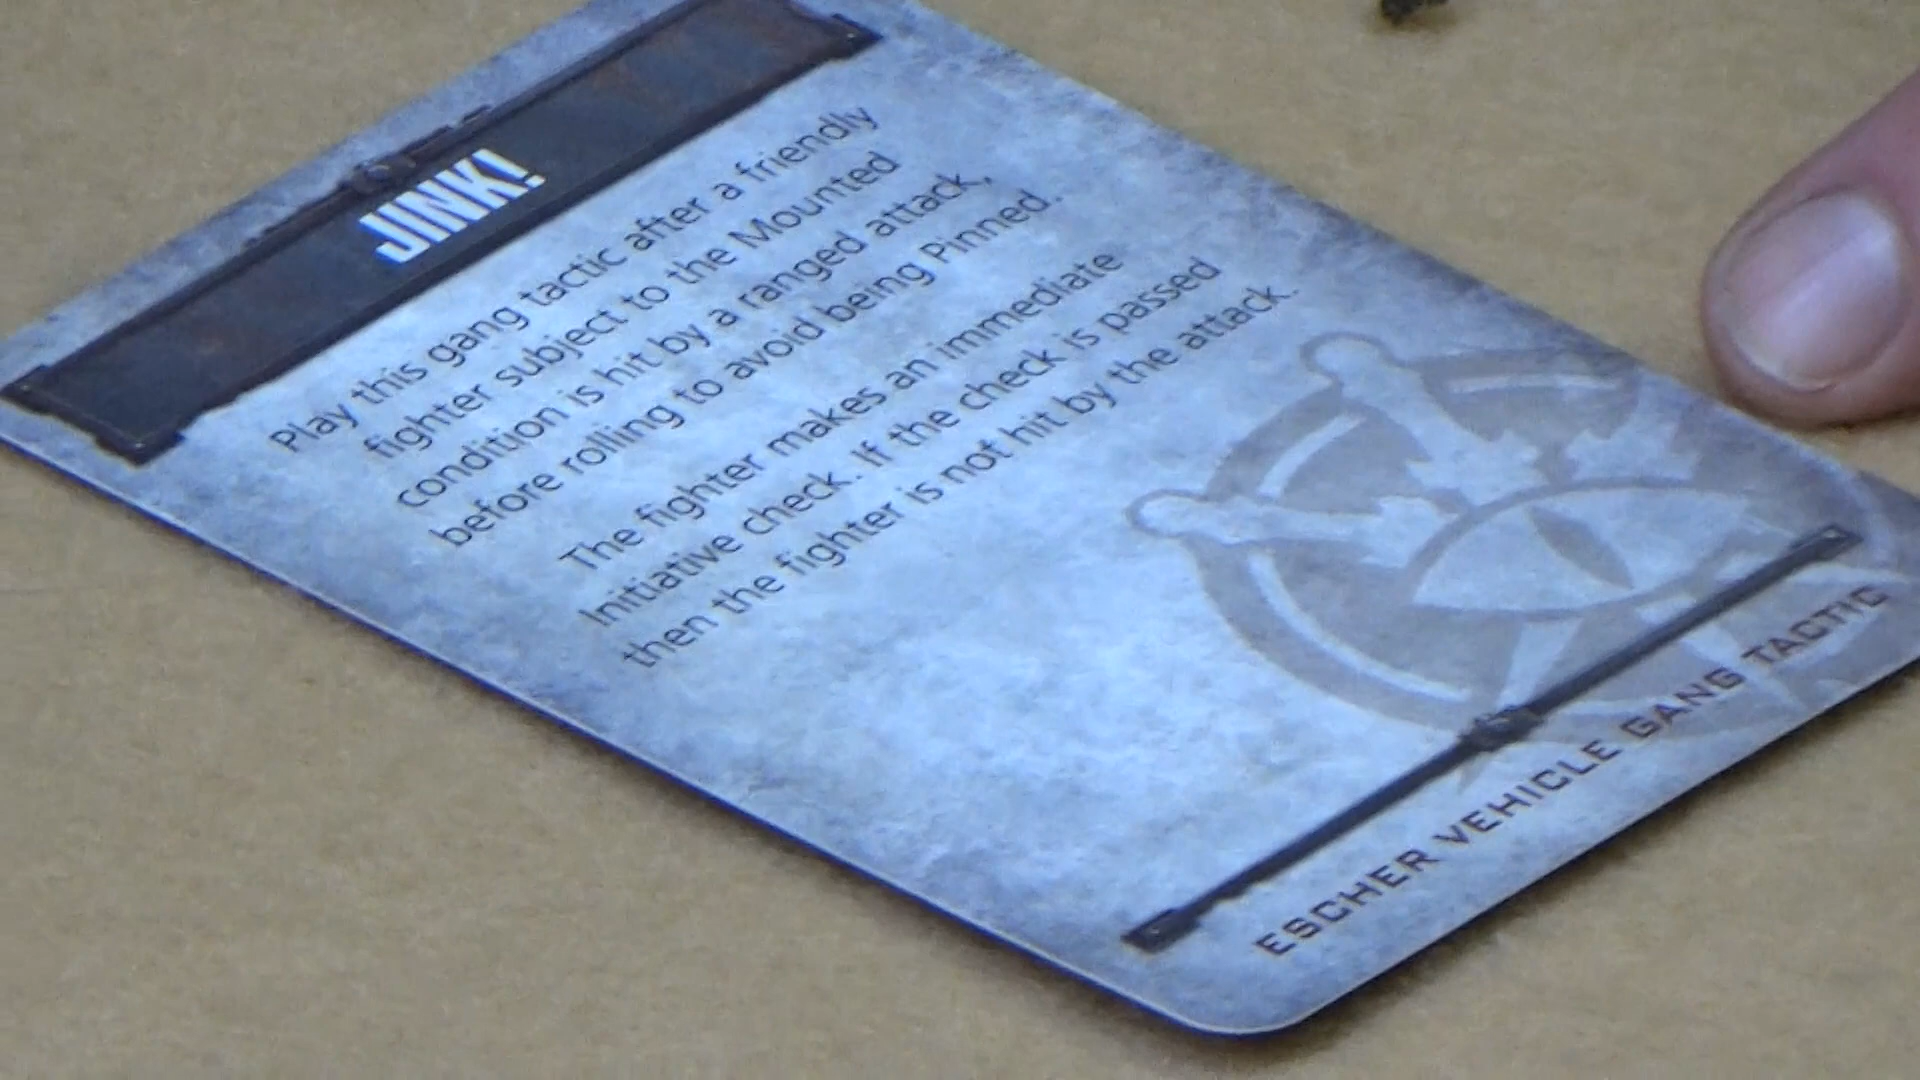 JINK!
Play this gang tactic after a friendly
fighter subject to the Mounted
condition is hit by a ranged attack,
before rolling to avoid being Pinned.
The fighter makes an immediate
Initiative check. If the check is passed
then the fighter is not hit by the attack.
ESCHER VEHICLE GANG TACTIC